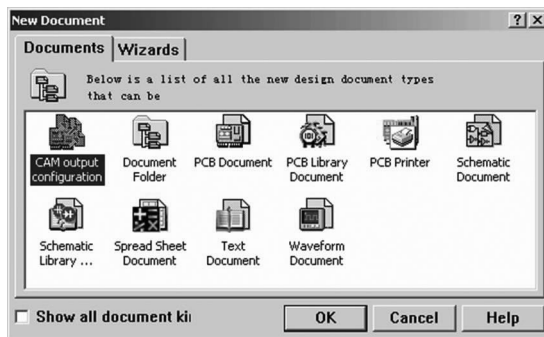 New Document
Documents Wizards
Below is a list of all the new design document types
that can be
CAM output
configuration
Document
Folder
PCB Document
PCB Library
Document
PCB Printer
Schematic
Document
Schematic
Library ...
Spread Sheet
Document
Text
Document
Waveform
Document
Show all document ki
OK Cancel Help